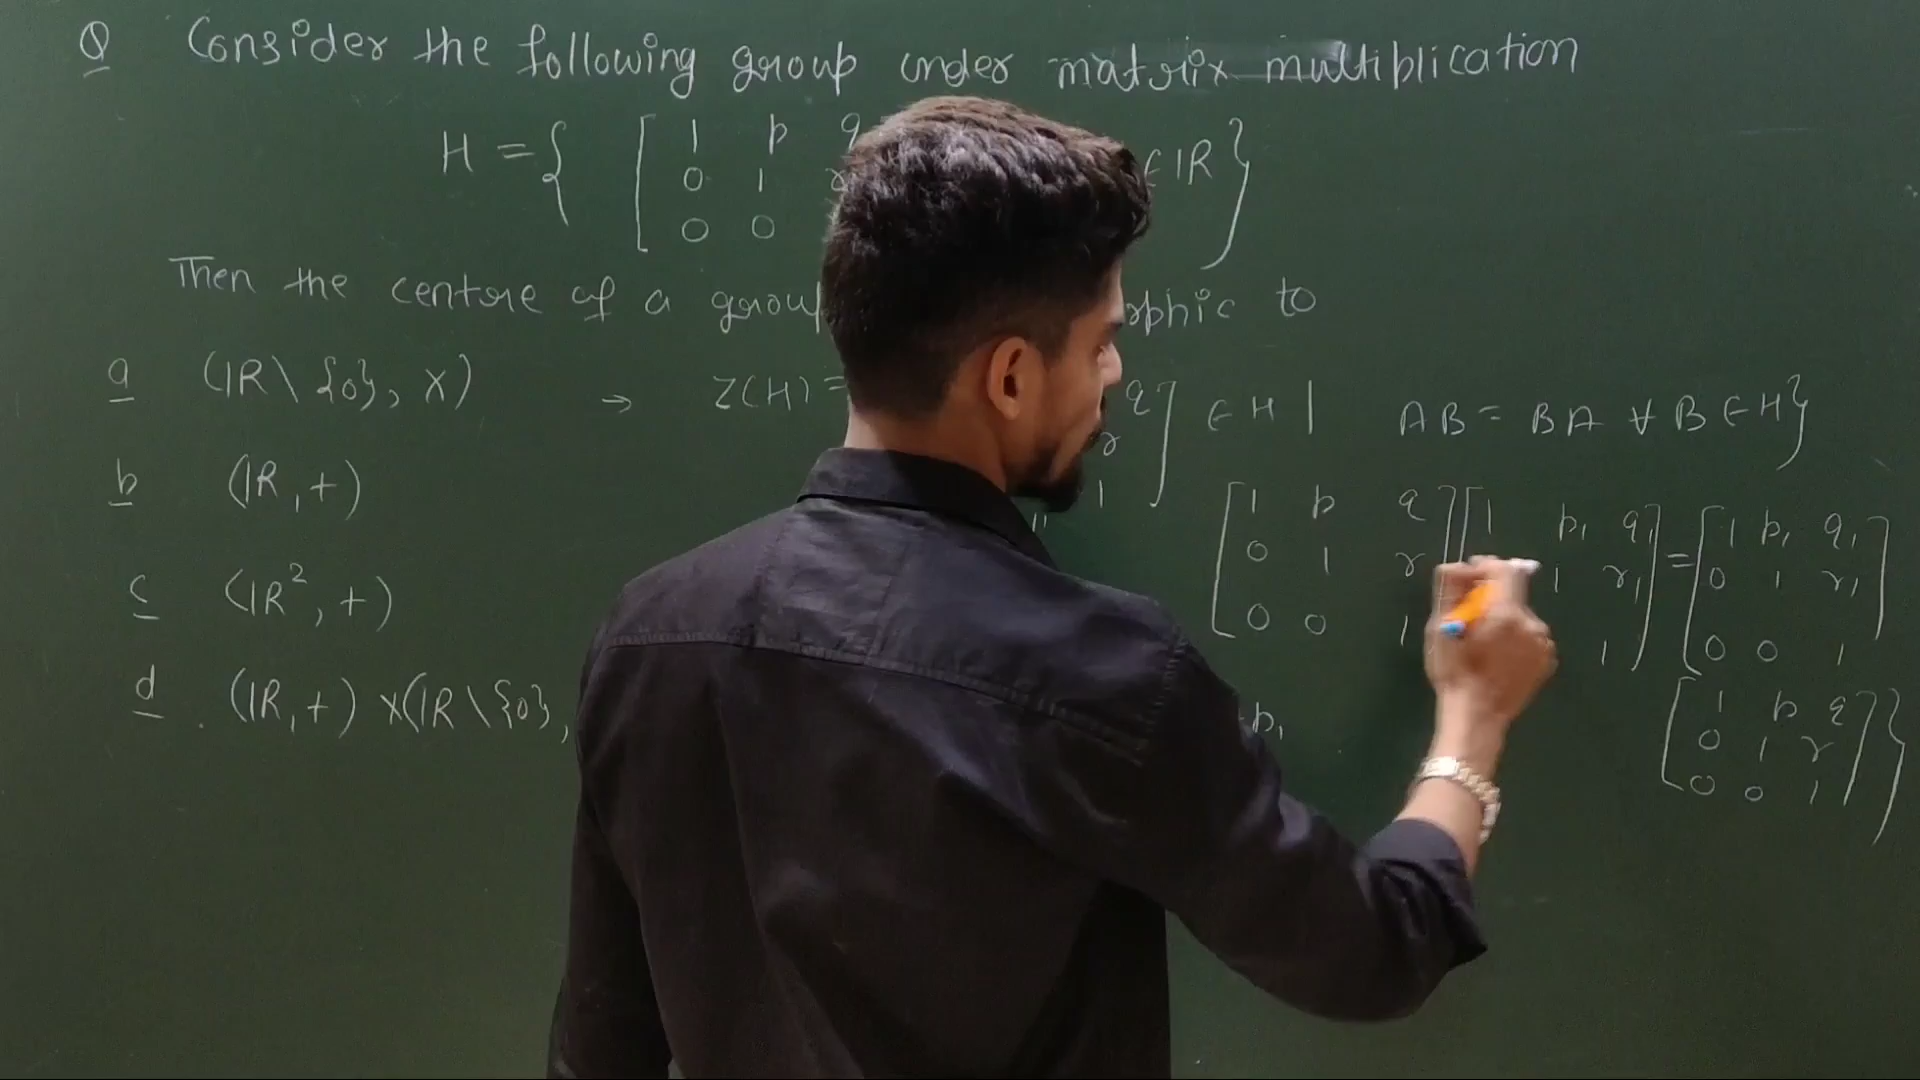 Q Consider the following group under matrix multiplication
H = { [ 1 p q
0 1
0 0
∈ IR }
Then the centre of a group to
a (IR \ {0}, X)
→ Z(H) = q ] ∈ H | AB = BA ∀ B ∈ H }
r
1
b (IR, +)
[ 1 p q ] [ 1 p₁ q₁ ] = [ 1 p₁ q₁ ]
0 1 r 1 r₁ 0 1 r₁
0 0 1 1 0 0 1
c (IR², +)
d . (IR, +) X (IR \ {0},
p₁
[ 1 p q ] }
0 1 r
0 0 1